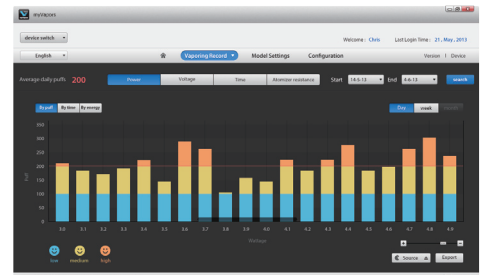 myVapors
device switch
Welcome : Chris Last Login Time : 21 . May . 2013
English Vaporing Record Model Settings Configuration Version | Device
Average daily puffs 200 Power Voltage Time Atomizer resistance Start 14-5-13 End 4-6-13 search
By puff By time By energy Day week
350
300
250
200
150
100
50
0
Puff
3.0 3.1 3.2 3.3 3.4 3.5 3.6 3.7 3.8 3.9 4.0 4.1 4.2 4.3 4.4 4.5 4.6 4.7 4.8 4.9
Wattage
low medium high
Source Export